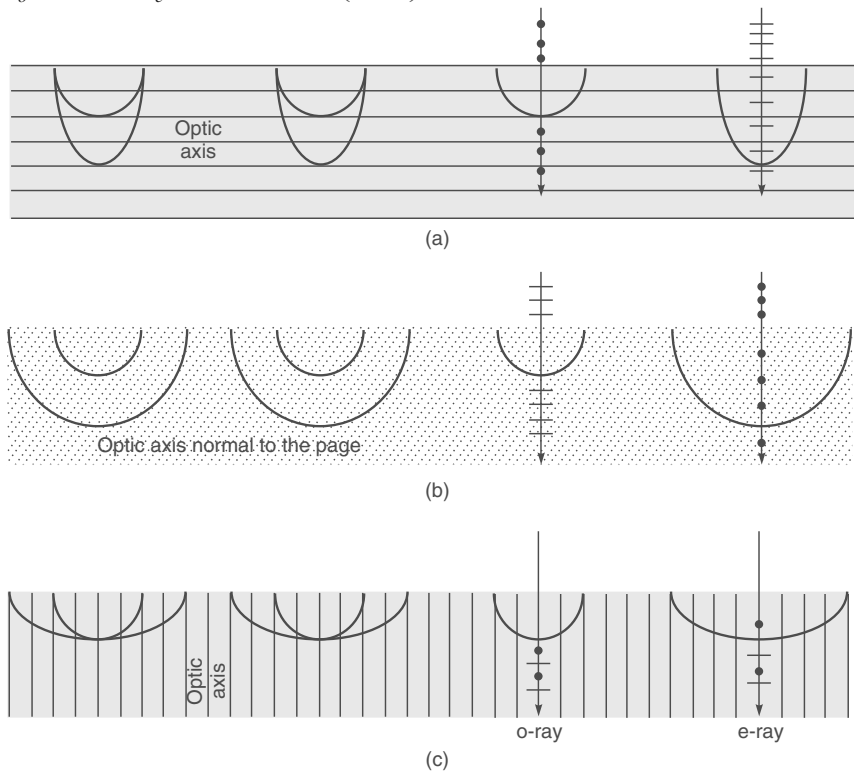 Optic
axis
(a)
Optic axis normal to the page
(b)
Optic
axis
o-ray
e-ray
(c)